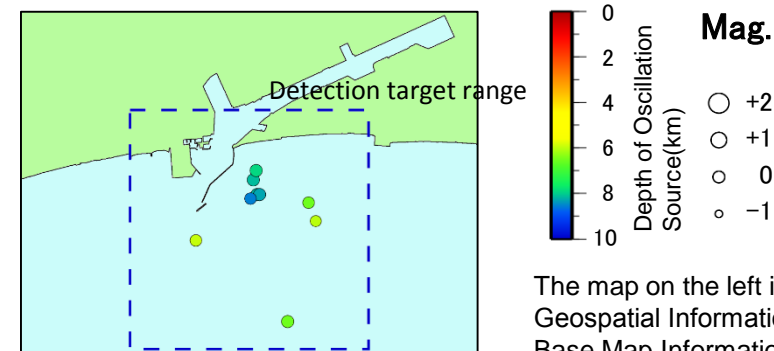 Detection target range
0
2
4
6
8
10
Depth of Oscillation
Source(km)
Mag.
+2
+1
0
−1
The map on the left i
Geospatial Informatio
Base Map Information